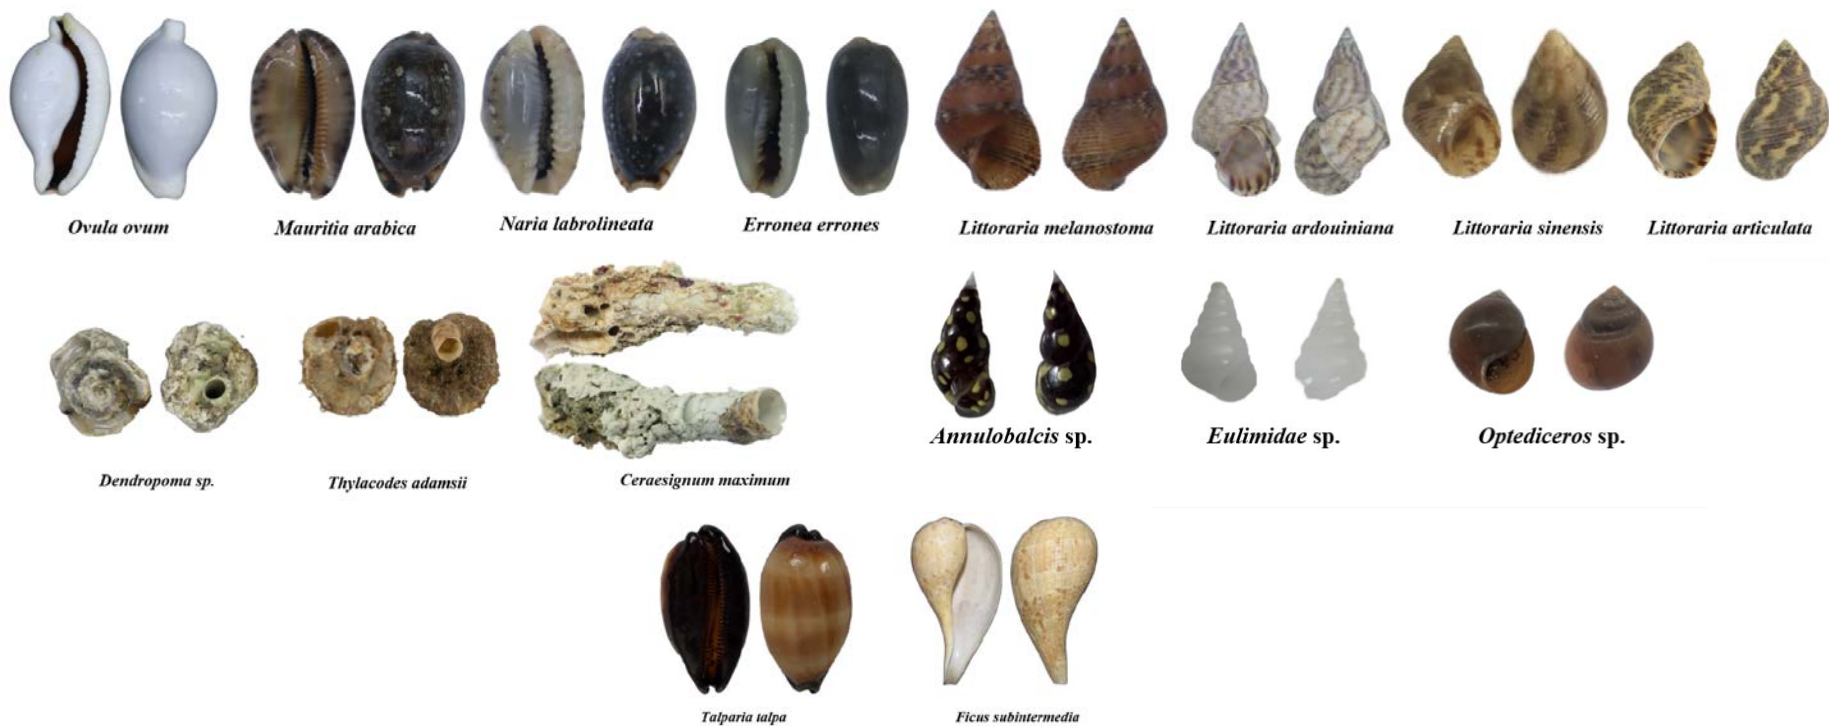 Ovula ovum
Mauritia arabica
Naria labrolineata
Erronea errones
Littoraria melanostoma
Littoraria ardouiniana
Littoraria sinensis
Littoraria articulata
Dendropoma sp.
Thylacodes adamsii
Ceraesignum maximum
Annulobalcis sp.
Eulimidae sp.
Optediceros sp.
Talparia talpa
Ficus subintermedia